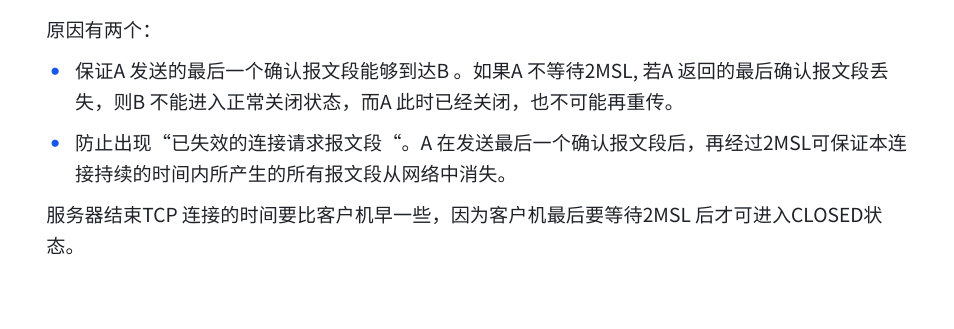 原因有两个：
• 保证A 发送的最后一个确认报文段能够到达B 。如果A 不等待2MSL, 若A 返回的最后确认报文段丢
失，则B 不能进入正常关闭状态，而A 此时已经关闭，也不可能再重传。
• 防止出现“已失效的连接请求报文段“。A 在发送最后一个确认报文段后，再经过2MSL可保证本连
接持续的时间内所产生的所有报文段从网络中消失。
服务器结束TCP 连接的时间要比客户机早一些，因为客户机最后要等待2MSL 后才可进入CLOSED状
态。